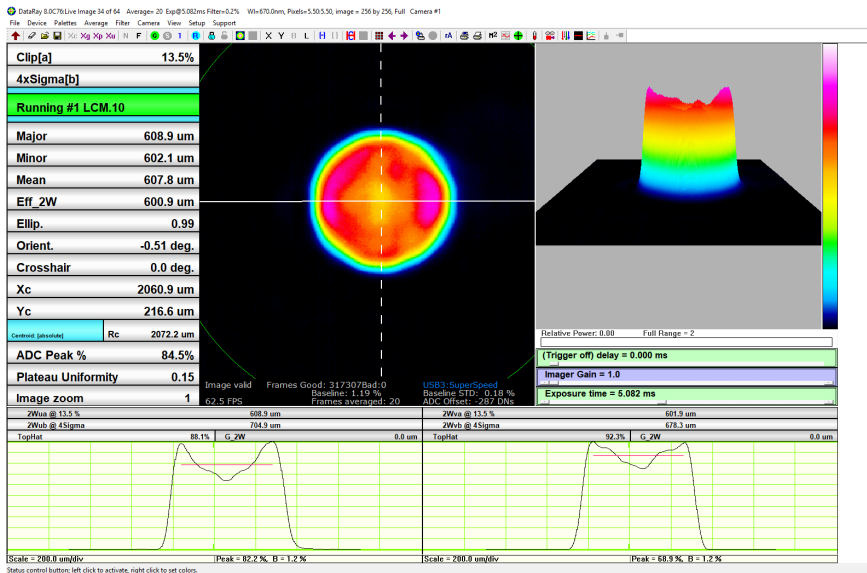 DataRay 8.0C76:Live Image 34 of 64 Average= 20 Exp@5.082ms Filter=0.2% Wl=670.0nm, Pixels=5.50:5.50, image = 256 by 256, Full Camera #1
File Device Palettes Average Filter Camera View Setup Support
Xc Xg Xp Xu N F G S 1 R X Y B L H rA M²
Clip[a] 13.5%
4xSigma[b]
Running #1 LCM.10
Major 608.9 um
Minor 602.1 um
Mean 607.8 um
Eff_2W 600.9 um
Ellip. 0.99
Orient. -0.51 deg.
Crosshair 0.0 deg.
Xc 2060.9 um
Yc 216.6 um
Centroid: [absolute] Rc 2072.2 um
ADC Peak % 84.5%
Plateau Uniformity 0.15
Image zoom 1
Image valid Frames Good: 317307Bad:0 USB3:SuperSpeed
Baseline: 1.19 % Baseline STD: 0.18 %
62.5 FPS Frames averaged: 20 ADC Offset: -287 DNs
Relative Power: 0.00 Full Range = 2
(Trigger off) delay = 0.000 ms
Imager Gain = 1.0
Exposure time = 5.082 ms
2Wua @ 13.5 % 608.9 um 2Wva @ 13.5 % 601.9 um
2Wub @ 4Sigma 704.9 um 2Wvb @ 4Sigma 678.3 um
TopHat 88.1% G_2W 0.0 um TopHat 92.3% G_2W 0.0 um
Scale = 200.0 um/div Peak = 82.2 %, B = 1.2 % Scale = 200.0 um/div Peak = 68.9 %, B = 1.2 %
Status control button: left click to activate, right click to set colors.